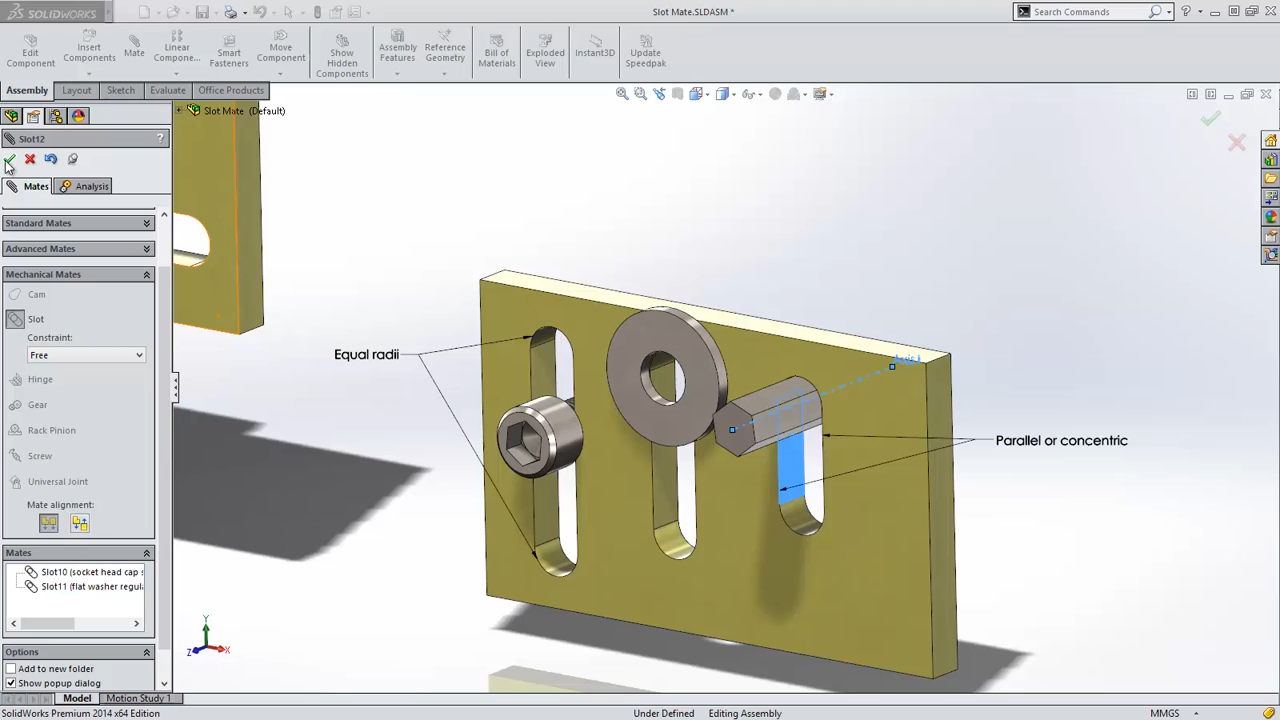 SOLIDWORKS
Slot Mate.SLDASM *
Search Commands
?
Edit Component
Insert Components
Mate
Linear Compone...
Smart Fasteners
Move Component
Show Hidden Components
Assembly Features
Reference Geometry
Bill of Materials
Exploded View
Instant3D
Update Speedpak
Assembly
Layout
Sketch
Evaluate
Office Products
Slot Mate (Default)
Slot12
?
Mates
Analysis
Standard Mates
Advanced Mates
Mechanical Mates
Cam
Slot
Constraint:
Free
Hinge
Gear
Rack Pinion
Screw
Universal Joint
Mate alignment:
Mates
Slot10 (socket head cap s
Slot11 (flat washer regula
Options
Add to new folder
Show popup dialog
Equal radii
Parallel or concentric
Y
Z
X
Model
Motion Study 1
SolidWorks Premium 2014 x64 Edition
Under Defined
Editing Assembly
MMGS